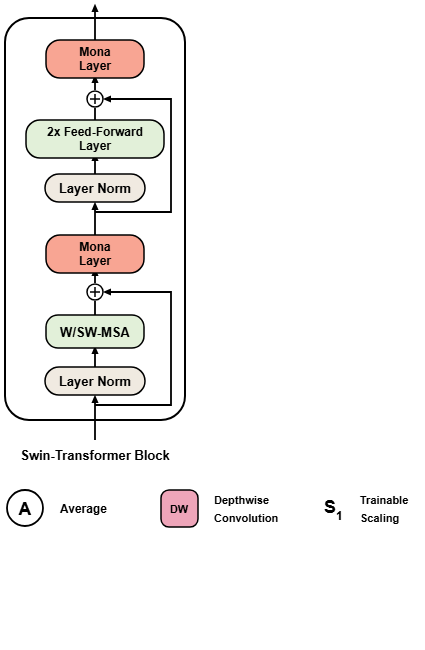 Mona
Layer
2x Feed-Forward
Layer
Layer Norm
Mona
Layer
W/SW-MSA
Layer Norm
Swin-Transformer Block
A Average
DW Depthwise
Convolution
S1 Trainable
Scaling